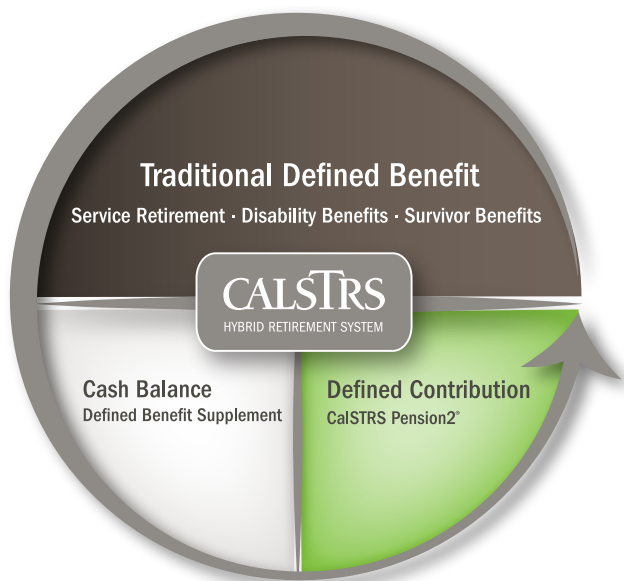 Traditional Defined Benefit
Service Retirement · Disability Benefits · Survivor Benefits
CALSTRS
HYBRID RETIREMENT SYSTEM
Cash Balance
Defined Benefit Supplement
Defined Contribution
CalSTRS Pension2®